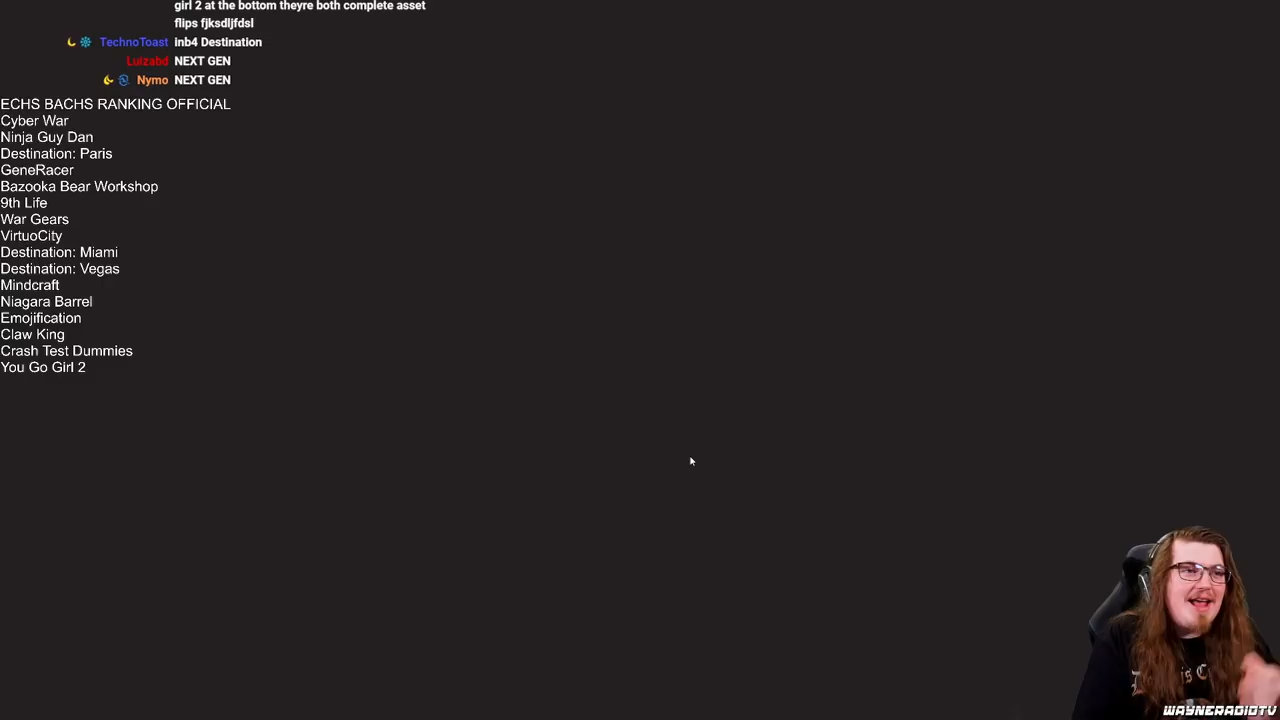 girl 2 at the bottom theyre both complete asset
flips fjksdljfdsl
TechnoToast inb4 Destination
Luizabd NEXT GEN
Nymo NEXT GEN
ECHS BACHS RANKING OFFICIAL
Cyber War
Ninja Guy Dan
Destination: Paris
GeneRacer
Bazooka Bear Workshop
9th Life
War Gears
VirtuoCity
Destination: Miami
Destination: Vegas
Mindcraft
Niagara Barrel
Emojification
Claw King
Crash Test Dummies
You Go Girl 2
WAYNERADIOTV